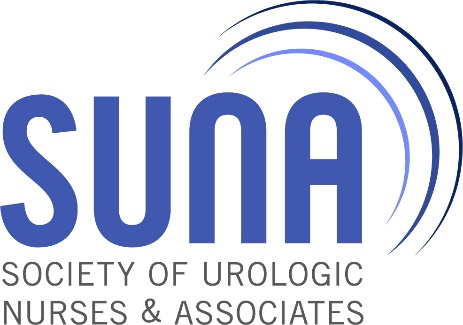 SUNA
SOCIETY OF UROLOGIC
NURSES & ASSOCIATES